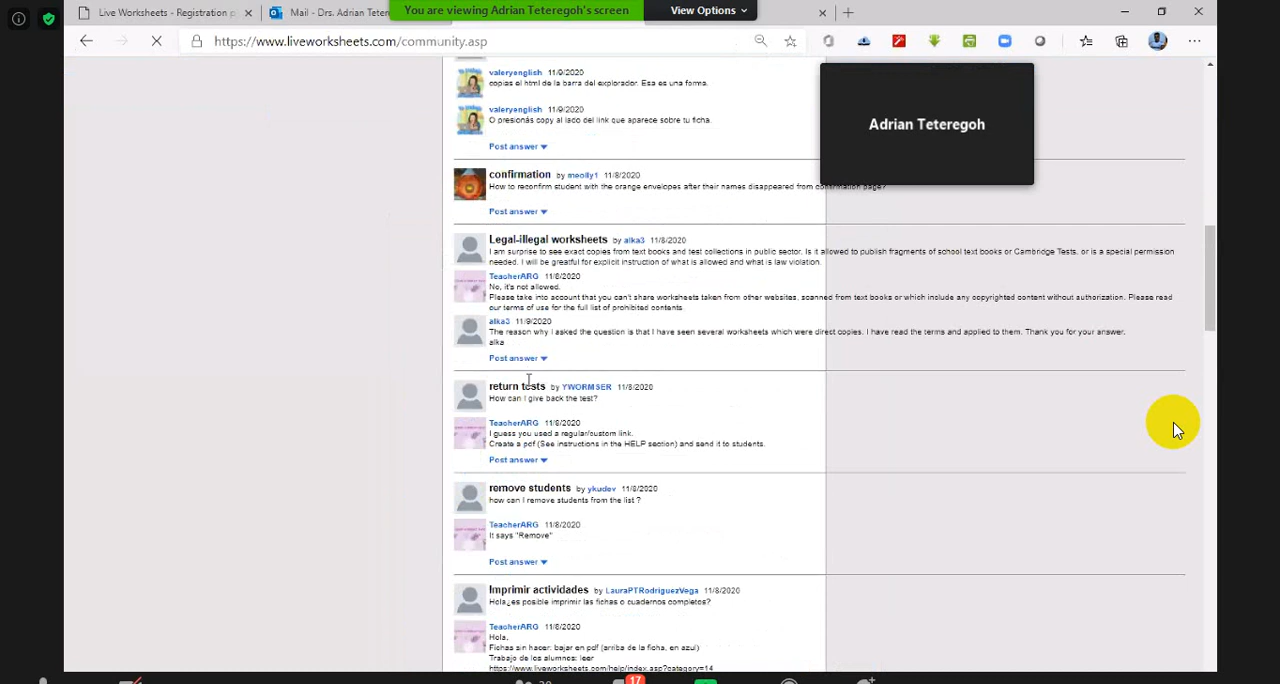 Live Worksheets - Registration p
Mail - Drs. Adrian Teter
You are viewing Adrian Teteregoh's screen
View Options
https://www.liveworksheets.com/community.asp
Adrian Teteregoh
valeryenglish 11/9/2020
copias el html de la barra del explorador. Esa es una forma.
valeryenglish 11/9/2020
O presionás copy al lado del link que aparece sobre tu ficha.
Post answer
confirmation by meolly1 11/8/2020
How to reconfirm student with the orange envelopes after their names disappeared from confirmation page?
Post answer
Legal-illegal worksheets by alka3 11/8/2020
I am surprise to see exact copies from text books and test collections in public sector. Is it allowed to publish fragments of school text books or Cambridge Tests, or is a special permission
needed. I will be greatful for explicit instruction of what is allowed and what is law violation.
TeacherARG 11/8/2020
No, it's not allowed.
Please take into account that you can't share worksheets taken from other websites, scanned from text books or which include any copyrighted content without authorization. Please read
our terms of use for the full list of prohibited contents
alka3 11/9/2020
The reason why I asked the question is that I have seen several worksheets which were direct copies. I have read the terms and applied to them. Thank you for your answer.
alka
Post answer
return tests by YWORMSER 11/8/2020
How can I give back the test?
TeacherARG 11/8/2020
I guess you used a regular/custom link.
Create a pdf (See instructions in the HELP section) and send it to students.
Post answer
remove students by ykudev 11/8/2020
how can I remove students from the list ?
TeacherARG 11/8/2020
It says "Remove"
Post answer
Imprimir actividades by LauraPTRodriguezVega 11/8/2020
Hola¿es posible imprimir las fichas o cuadernos completos?
TeacherARG 11/8/2020
Hola.
Fichas sin hacer: bajar en pdf (arriba de la ficha, en azul)
Trabajo de los alumnos: leer
https://www.liveworksheets.com/help/index.asp?category=14
17